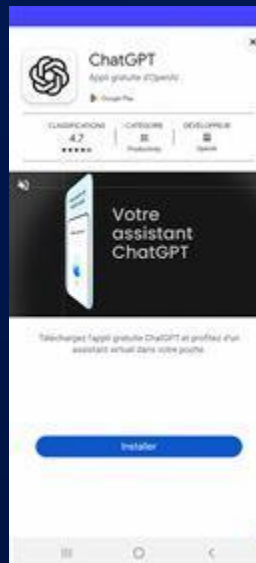 ChatGPT
Appli gratuite d'OpenAI
Google Play
CLASSIFICATIONS
4.7
★★★★★
CATÉGORIE
Productivity
DÉVELOPPEUR
OpenAI
Votre
assistant
ChatGPT
Téléchargez l'appli gratuite ChatGPT et profitez d'un
assistant virtuel dans votre poche.
Installer